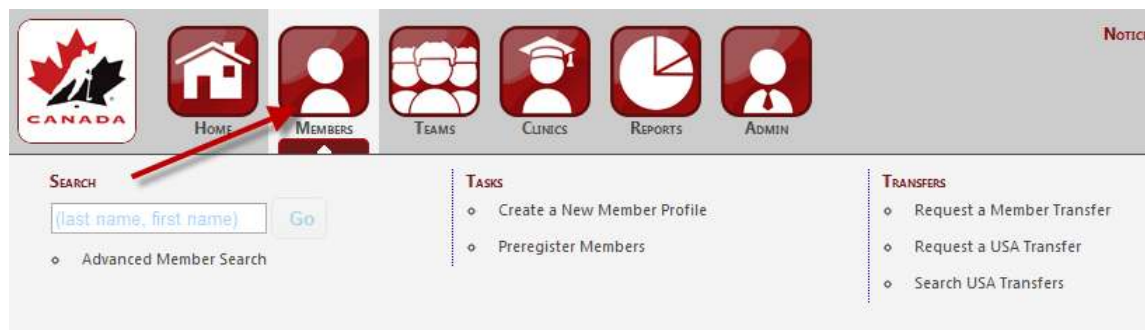 CANADA
HOME
MEMBERS
TEAMS
CLINICS
REPORTS
ADMIN
SEARCH
(last name, first name) Go
Advanced Member Search
TASKS
Create a New Member Profile
Preregister Members
TRANSFERS
Request a Member Transfer
Request a USA Transfer
Search USA Transfers